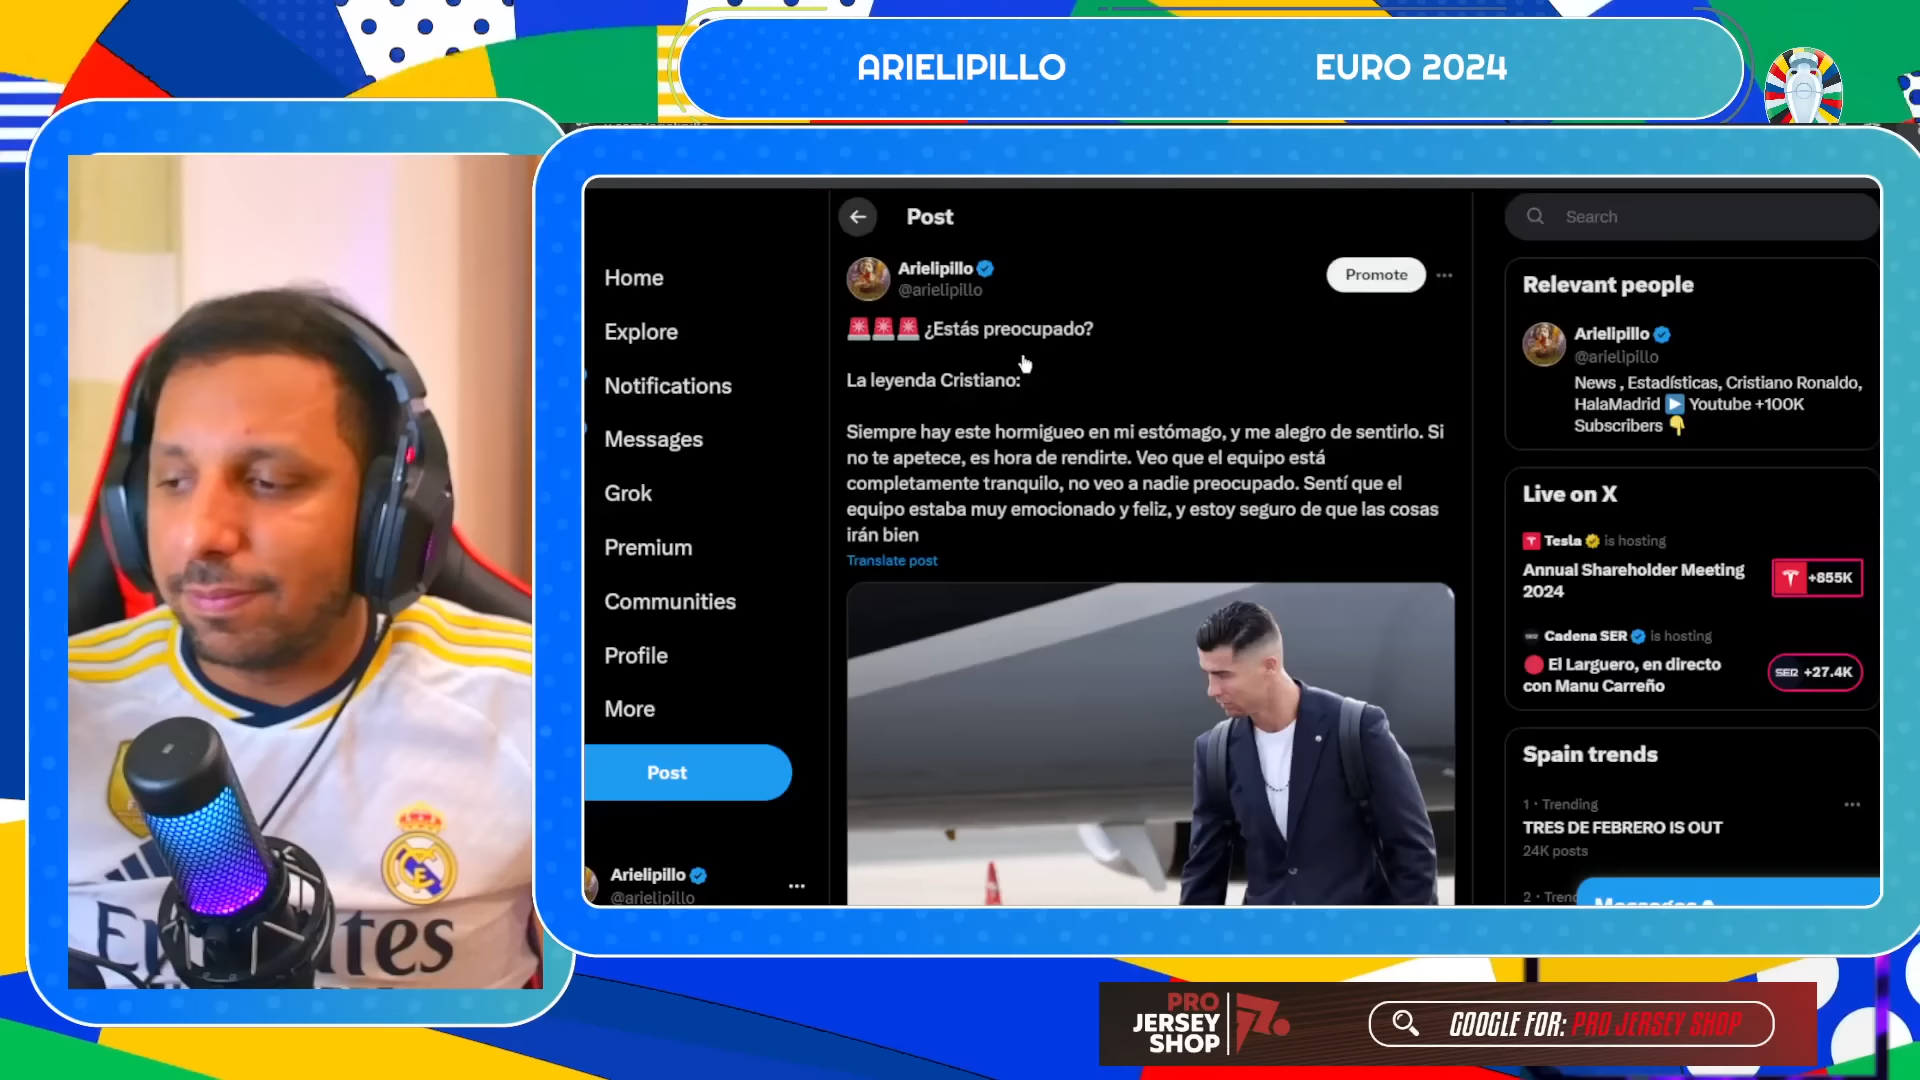 ARIELIPILLO
EURO 2024
Post
Search
Home
Explore
Notifications
Messages
Grok
Premium
Communities
Profile
More
Post
Arielipillo
@arielipillo
Arielipillo
@arielipillo
Promote
🚨🚨🚨 ¿Estás preocupado?
La leyenda Cristiano:
Siempre hay este hormigueo en mi estómago, y me alegro de sentirlo. Si
no te apetece, es hora de rendirte. Veo que el equipo está
completamente tranquilo, no veo a nadie preocupado. Sentí que el
equipo estaba muy emocionado y feliz, y estoy seguro de que las cosas
irán bien
Translate post
Relevant people
Arielipillo
@arielipillo
News , Estadísticas, Cristiano Ronaldo,
HalaMadrid ▶️ Youtube +100K
Subscribers 👇
Live on X
Tesla is hosting
Annual Shareholder Meeting
2024
+855K
Cadena SER is hosting
🔴 El Larguero, en directo
con Manu Carreño
SER +27.4K
Spain trends
1 · Trending
TRES DE FEBRERO IS OUT
24K posts
PRO
JERSEY
SHOP
GOOGLE FOR: PRO JERSEY SHOP